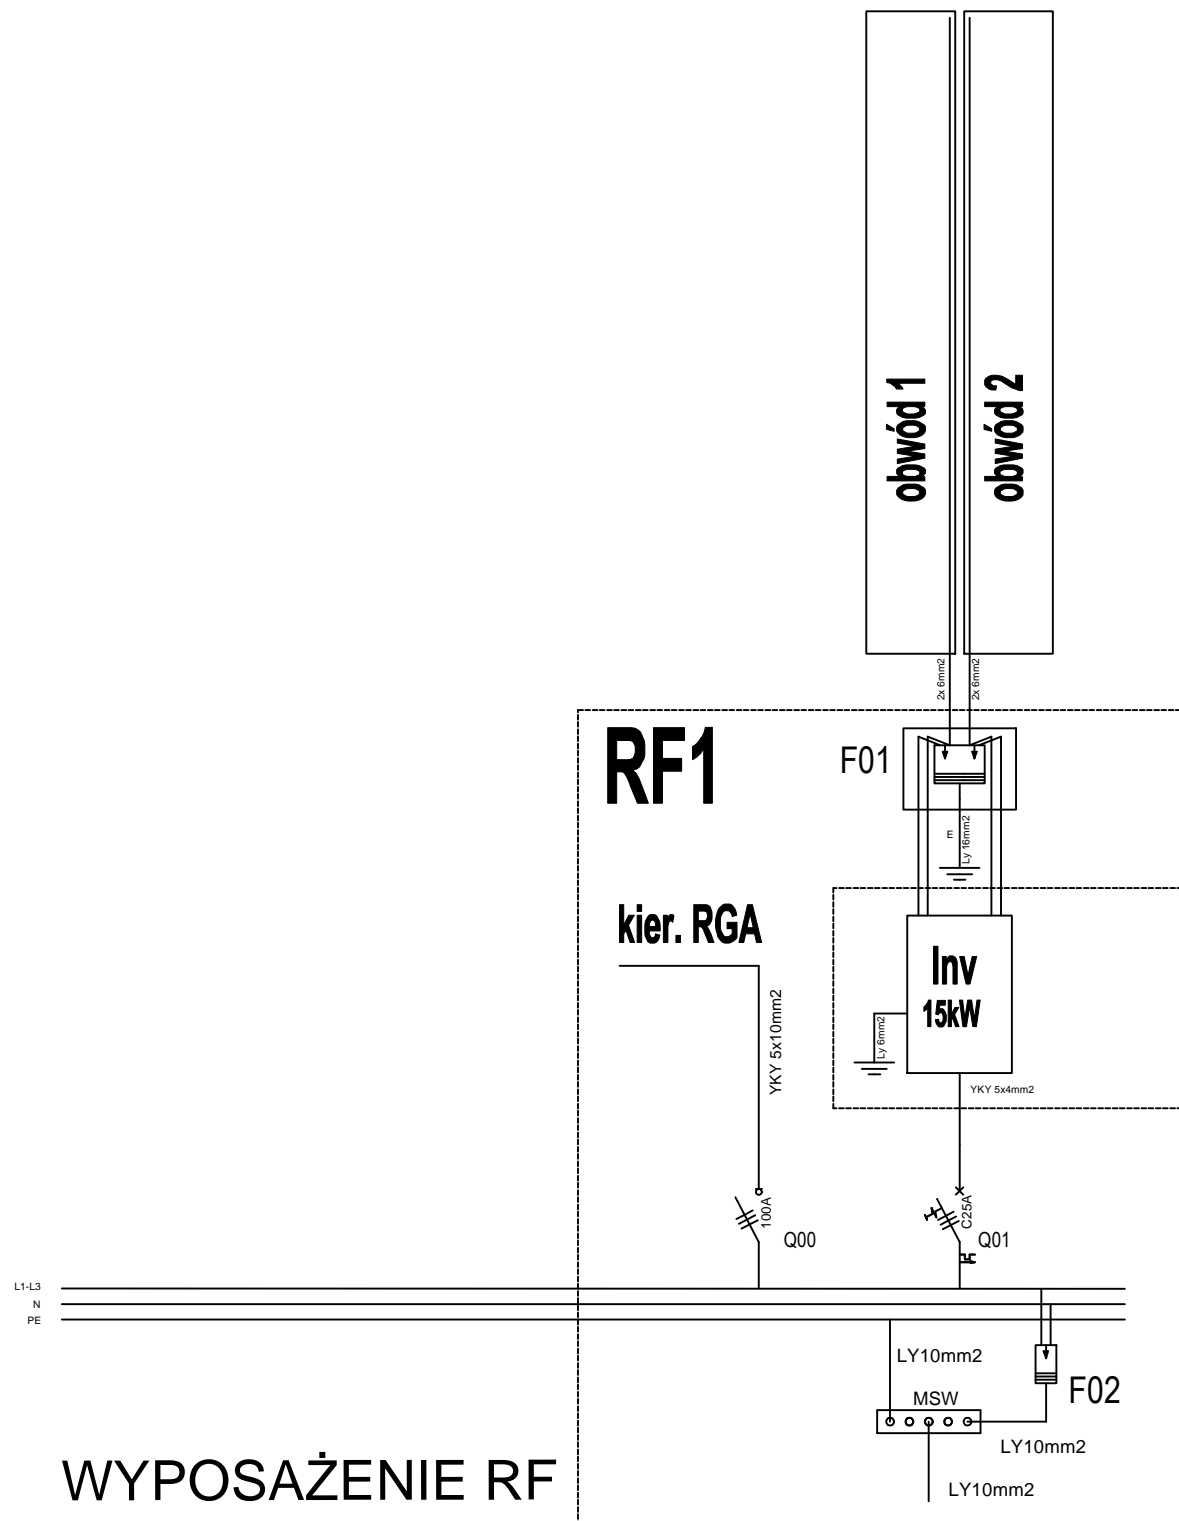 obwód 1
obwód 2
2x 6mm2
2x 6mm2
RF1
F01
E
Ly 16mm2
kier. RGA
Inv
15kW
Ly 6mm2
YKY 5x10mm2
YKY 5x4mm2
100A
Q00
C25A
Q01
L1-L3
N
PE
LY10mm2
MSW
F02
LY10mm2
LY10mm2
WYPOSAŻENIE RF